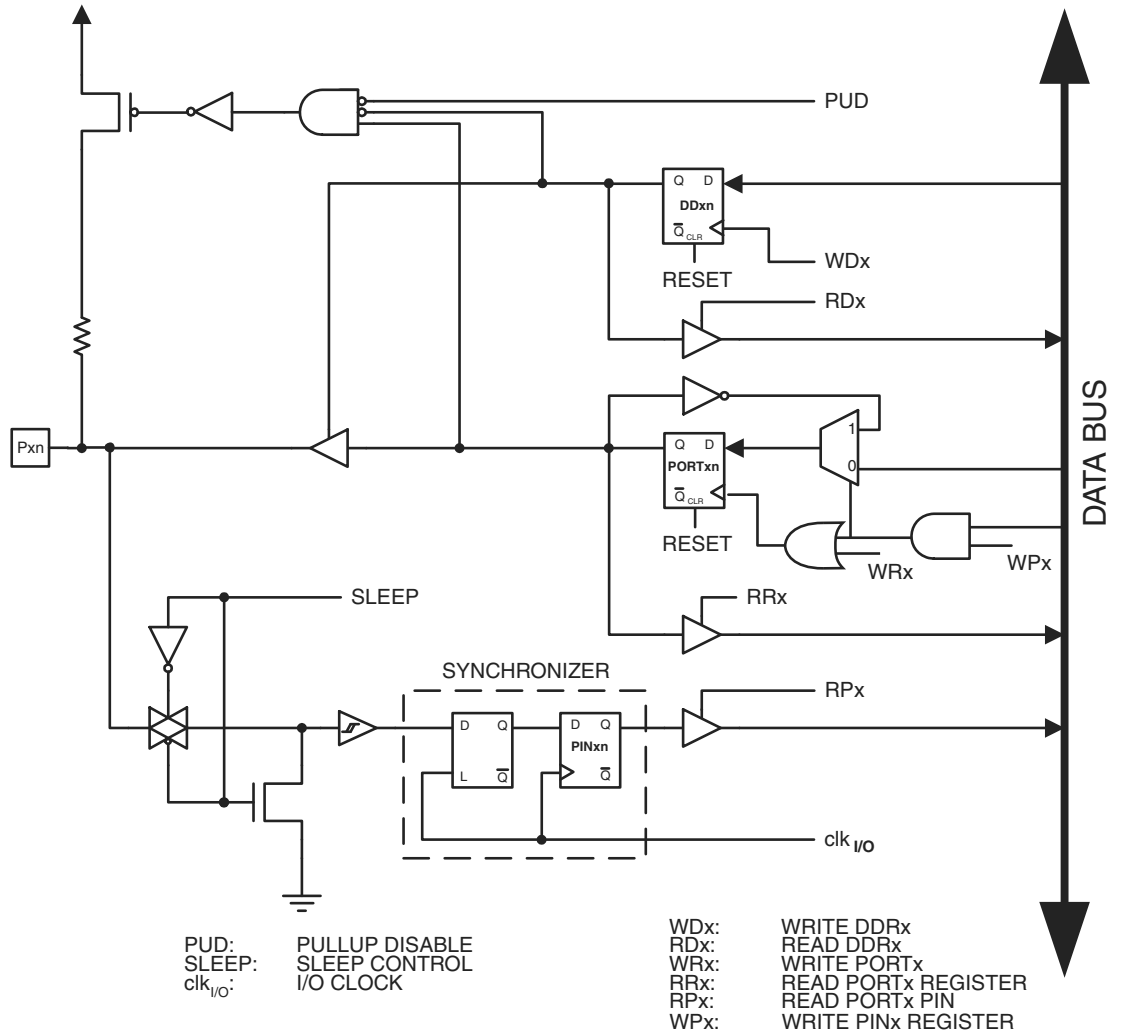 PUD
Q D
DDxn
Q CLR
WDx
RESET
RDx
1
Pxn
Q D
0
PORTxn
Q CLR
RESET
WRx
WPx
DATA BUS
SLEEP
RRx
SYNCHRONIZER
RPx
D Q
D Q
PINxn
L Q
Q
clk I/O
PUD: PULLUP DISABLE
SLEEP: SLEEP CONTROL
clkI/O: I/O CLOCK
WDx: WRITE DDRx
RDx: READ DDRx
WRx: WRITE PORTx
RRx: READ PORTx REGISTER
RPx: READ PORTx PIN
WPx: WRITE PINx REGISTER